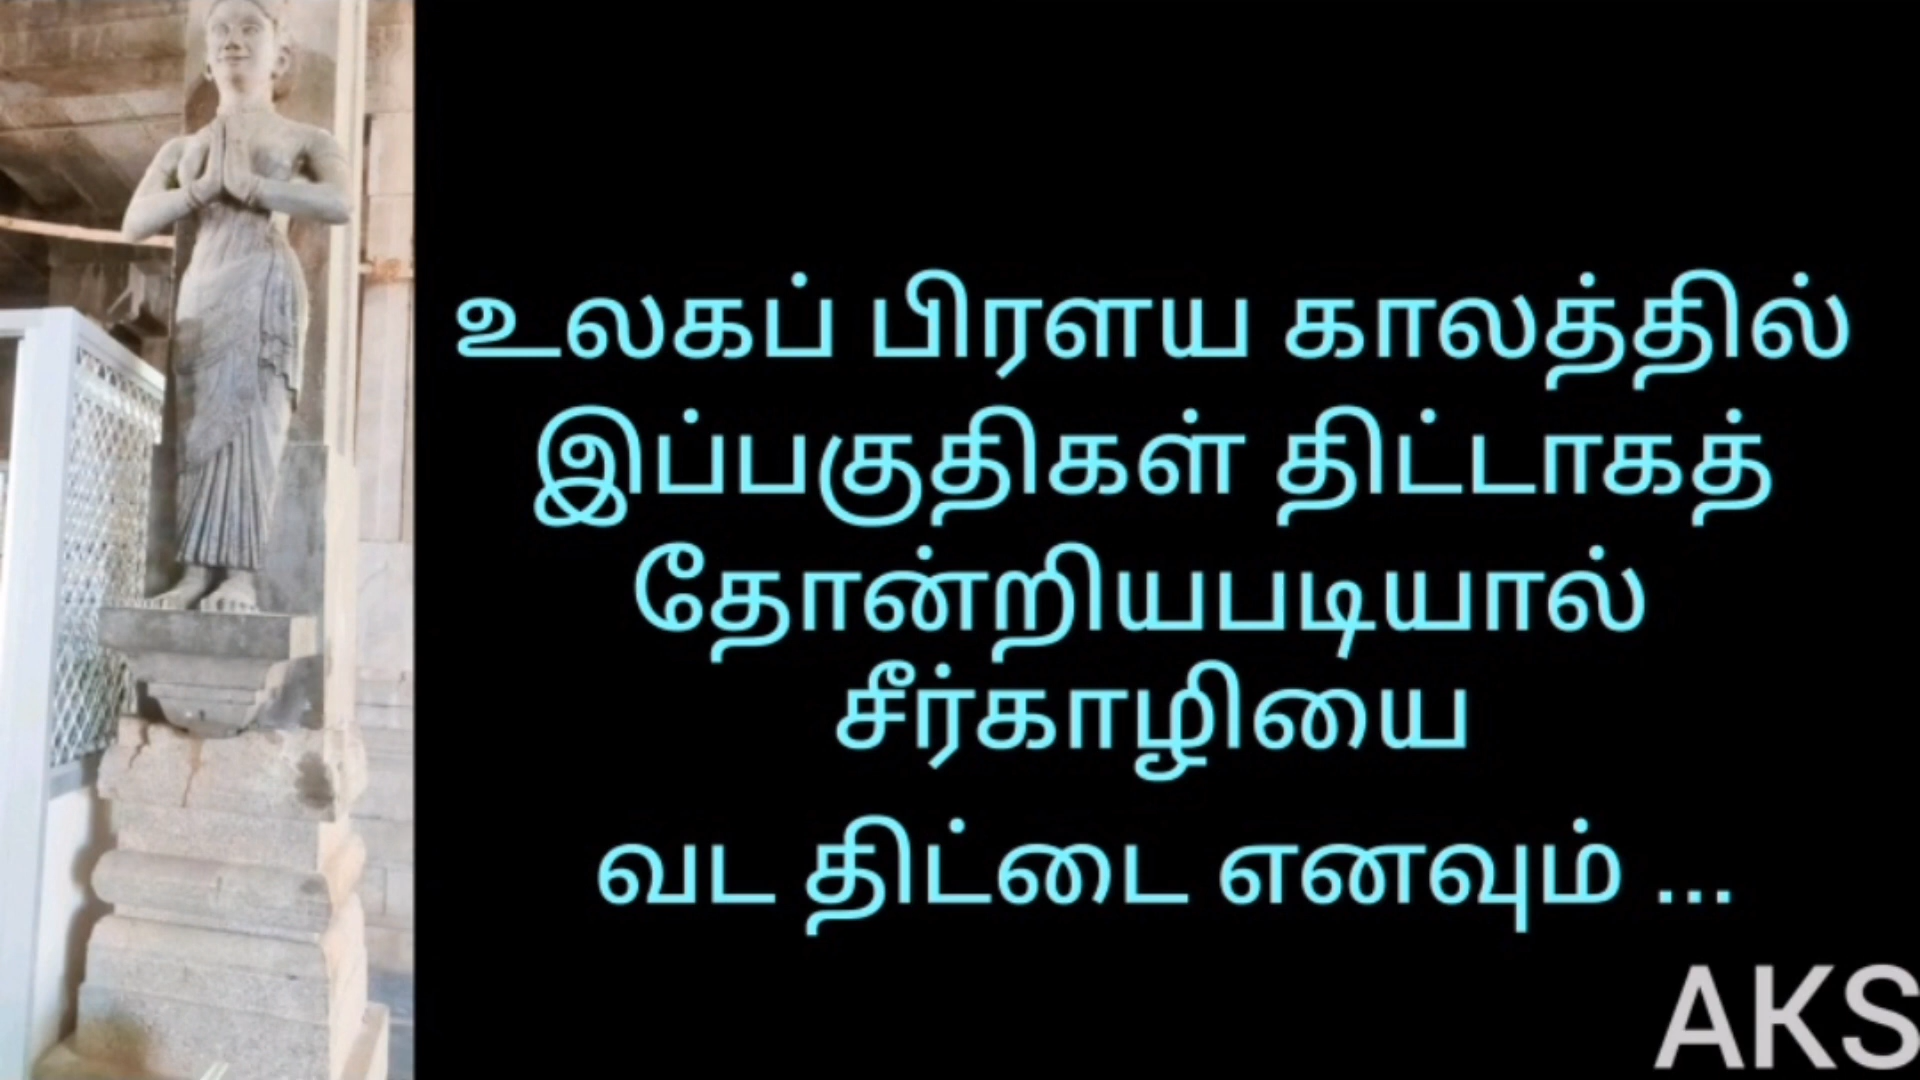 உலகப் பிரளய காலத்தில்
இப்பகுதிகள் திட்டாகத்
தோன்றியபடியால்
சீர்காழியை
வட திட்டை எனவும் ...
AKS